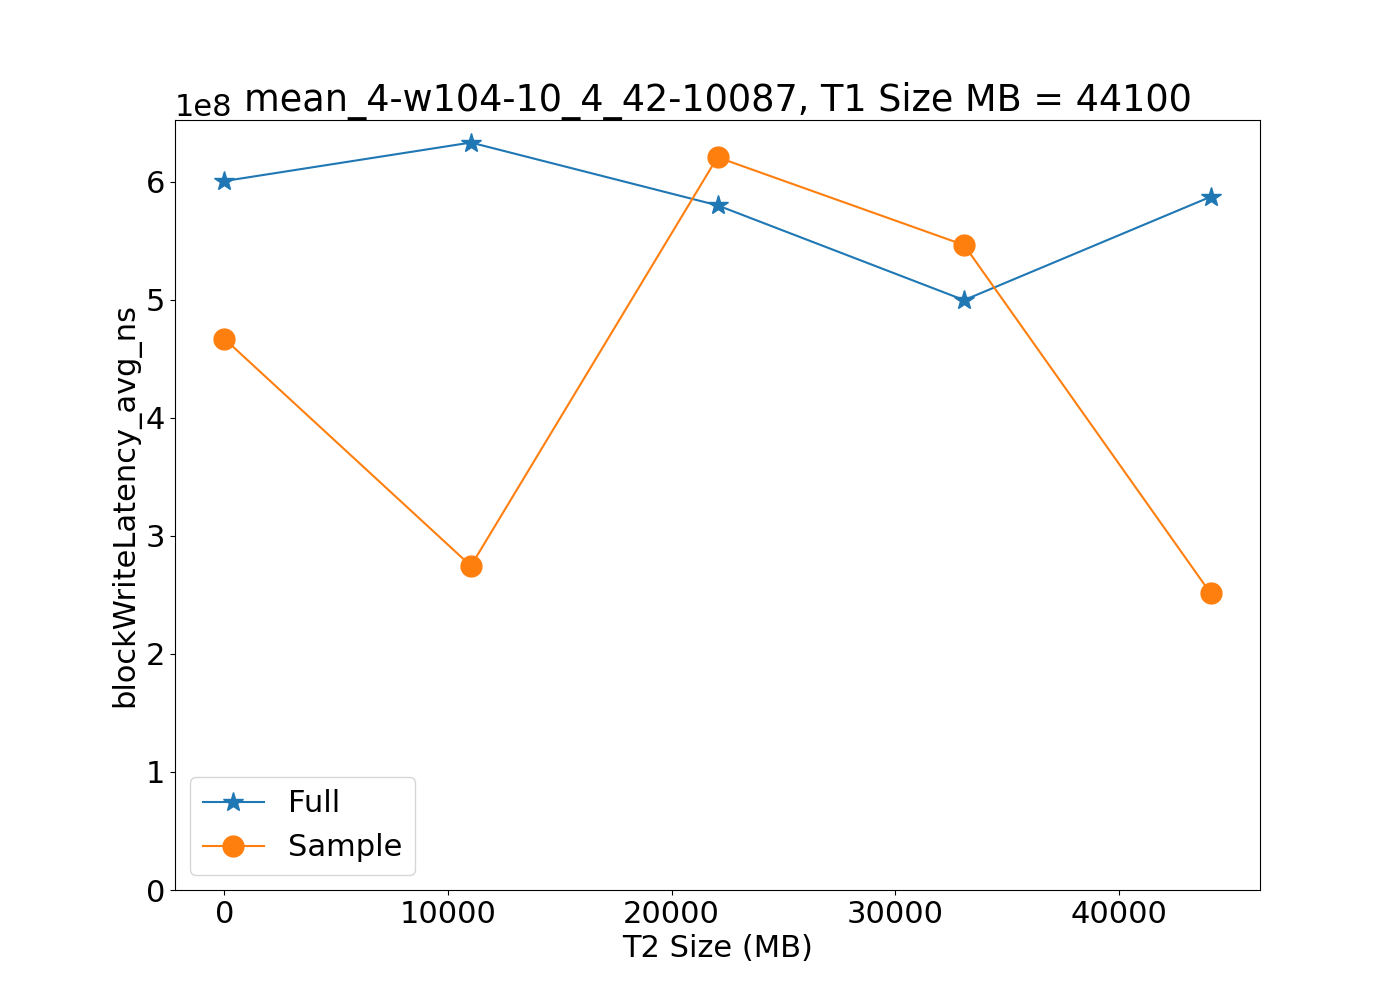 1e8 mean_4-w104-10_4_42-10087, T1 Size MB = 44100
blockWriteLatency_avg_ns
6
5
4
3
2
1
0
Full
Sample
0 10000 20000 30000 40000
T2 Size (MB)